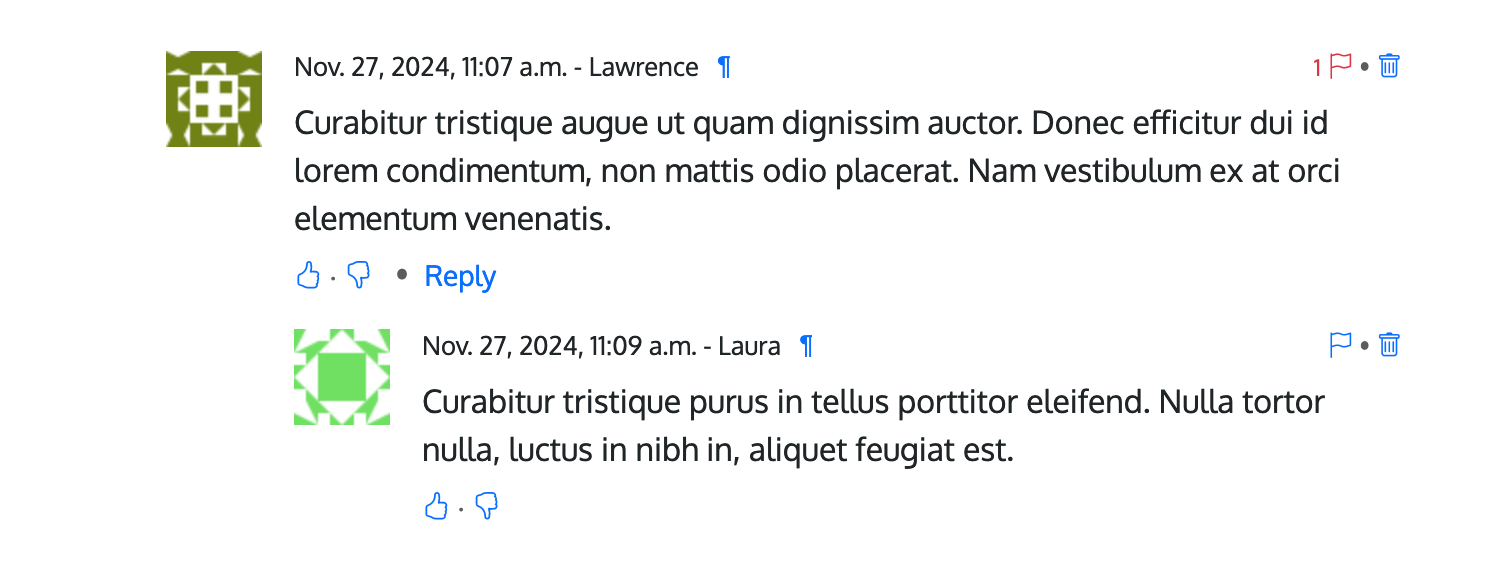 Nov. 27, 2024, 11:07 a.m. - Lawrence ¶ 1 •
Curabitur tristique augue ut quam dignissim auctor. Donec efficitur dui id
lorem condimentum, non mattis odio placerat. Nam vestibulum ex at orci
elementum venenatis.
· • Reply
Nov. 27, 2024, 11:09 a.m. - Laura ¶ •
Curabitur tristique purus in tellus porttitor eleifend. Nulla tortor
nulla, luctus in nibh in, aliquet feugiat est.
·